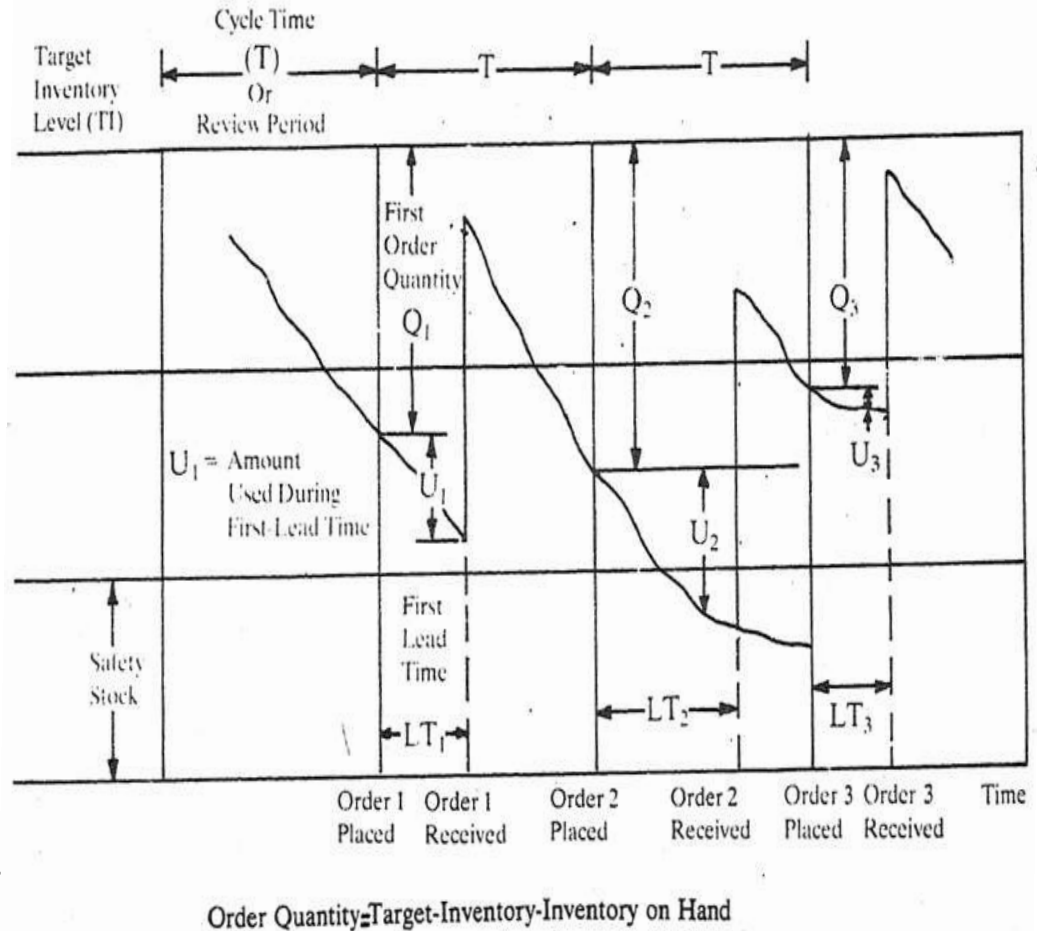 Cycle Time
Target
Inventory
Level (TI)
(T)
Or
Review Period
T
T
First
Order
Quantity
Q1
Q2
Q3
U1 = Amount
Used During
First-Lead Time
U1
U2
U3
Safety
Stock
First
Lead
Time
LT1
LT2
LT3
Order 1
Placed
Order 1
Received
Order 2
Placed
Order 2
Received
Order 3
Placed
Order 3
Received
Time
Order Quantity=Target-Inventory-Inventory on Hand